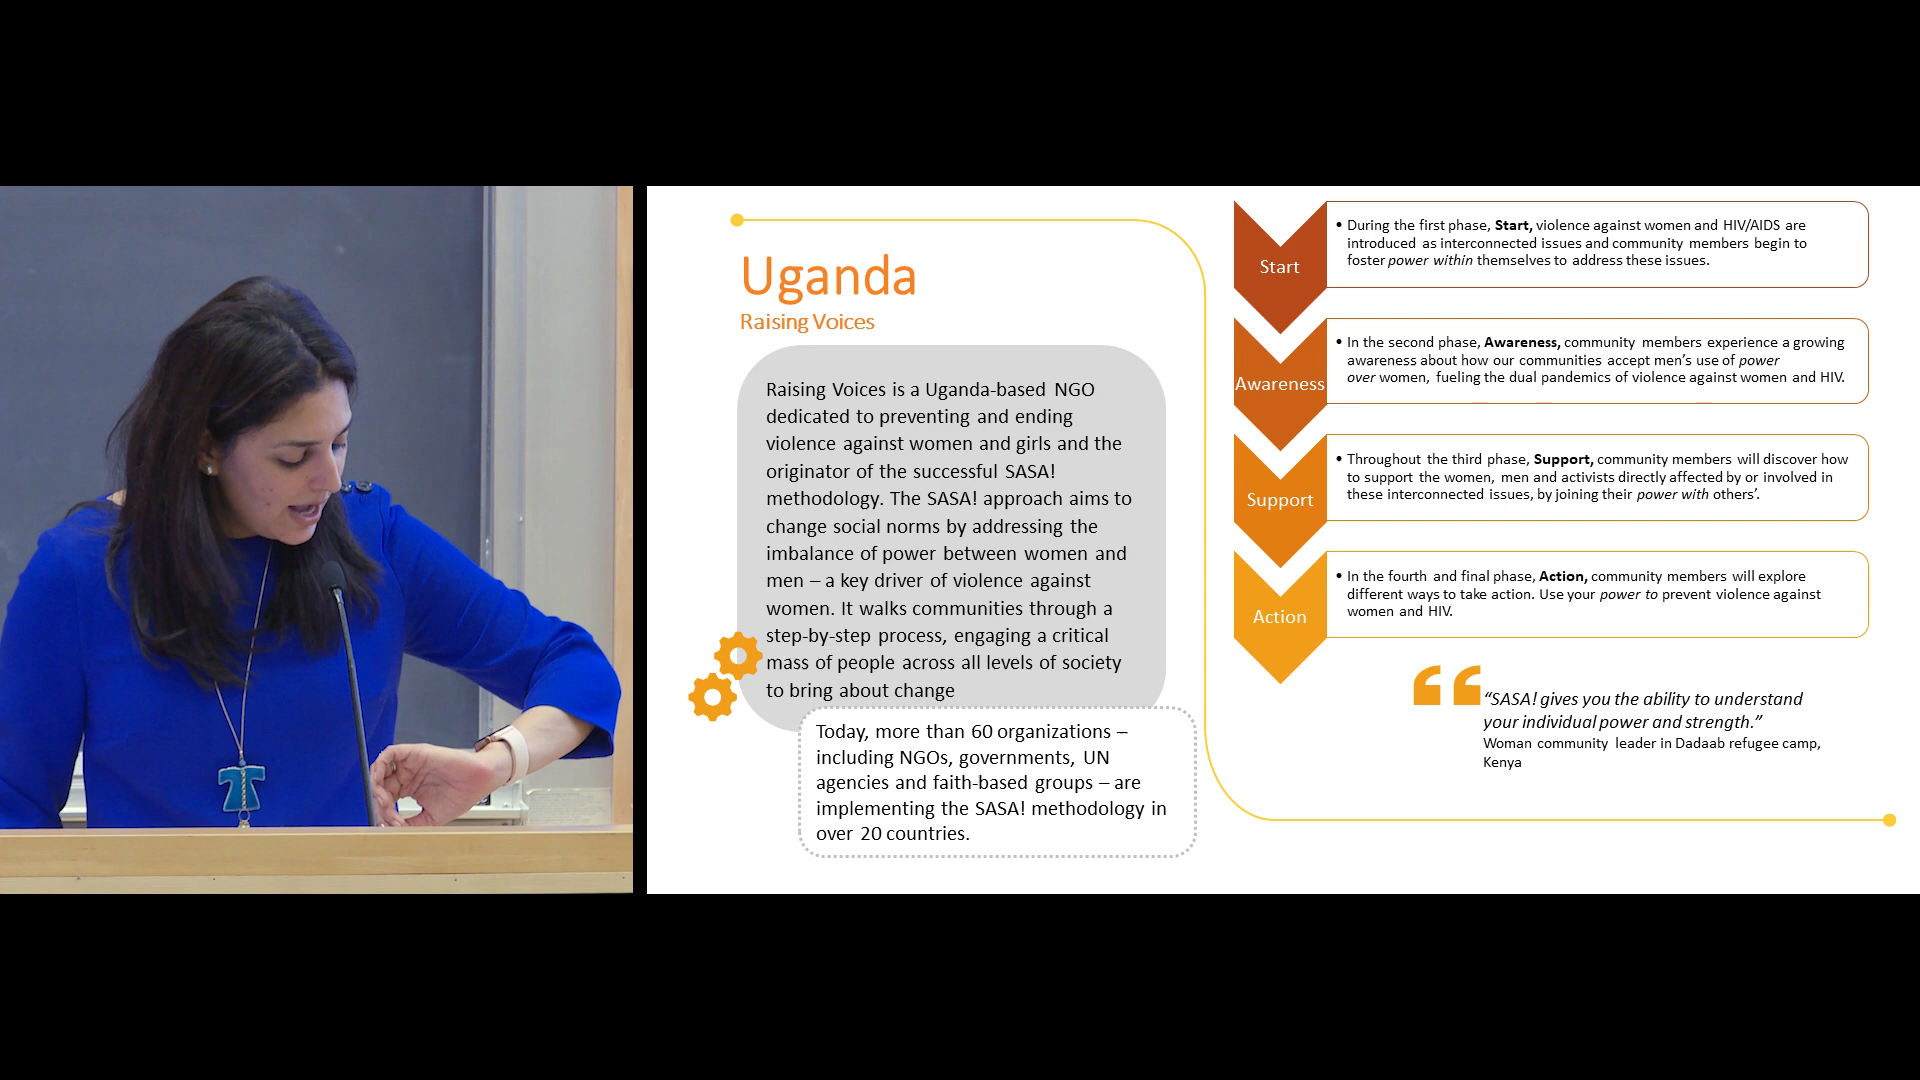 Uganda
Raising Voices
Raising Voices is a Uganda-based NGO
dedicated to preventing and ending
violence against women and girls and the
originator of the successful SASA!
methodology. The SASA! approach aims to
change social norms by addressing the
imbalance of power between women and
men – a key driver of violence against
women. It walks communities through a
step-by-step process, engaging a critical
mass of people across all levels of society
to bring about change
Today, more than 60 organizations –
including NGOs, governments, UN
agencies and faith-based groups – are
implementing the SASA! methodology in
over 20 countries.
Start
• During the first phase, Start, violence against women and HIV/AIDS are
introduced as interconnected issues and community members begin to
foster power within themselves to address these issues.
Awareness
• In the second phase, Awareness, community members experience a growing
awareness about how our communities accept men’s use of power
over women, fueling the dual pandemics of violence against women and HIV.
Support
• Throughout the third phase, Support, community members will discover how
to support the women, men and activists directly affected by or involved in
these interconnected issues, by joining their power with others’.
Action
• In the fourth and final phase, Action, community members will explore
different ways to take action. Use your power to prevent violence against
women and HIV.
“SASA! gives you the ability to understand
your individual power and strength.”
Woman community leader in Dadaab refugee camp,
Kenya